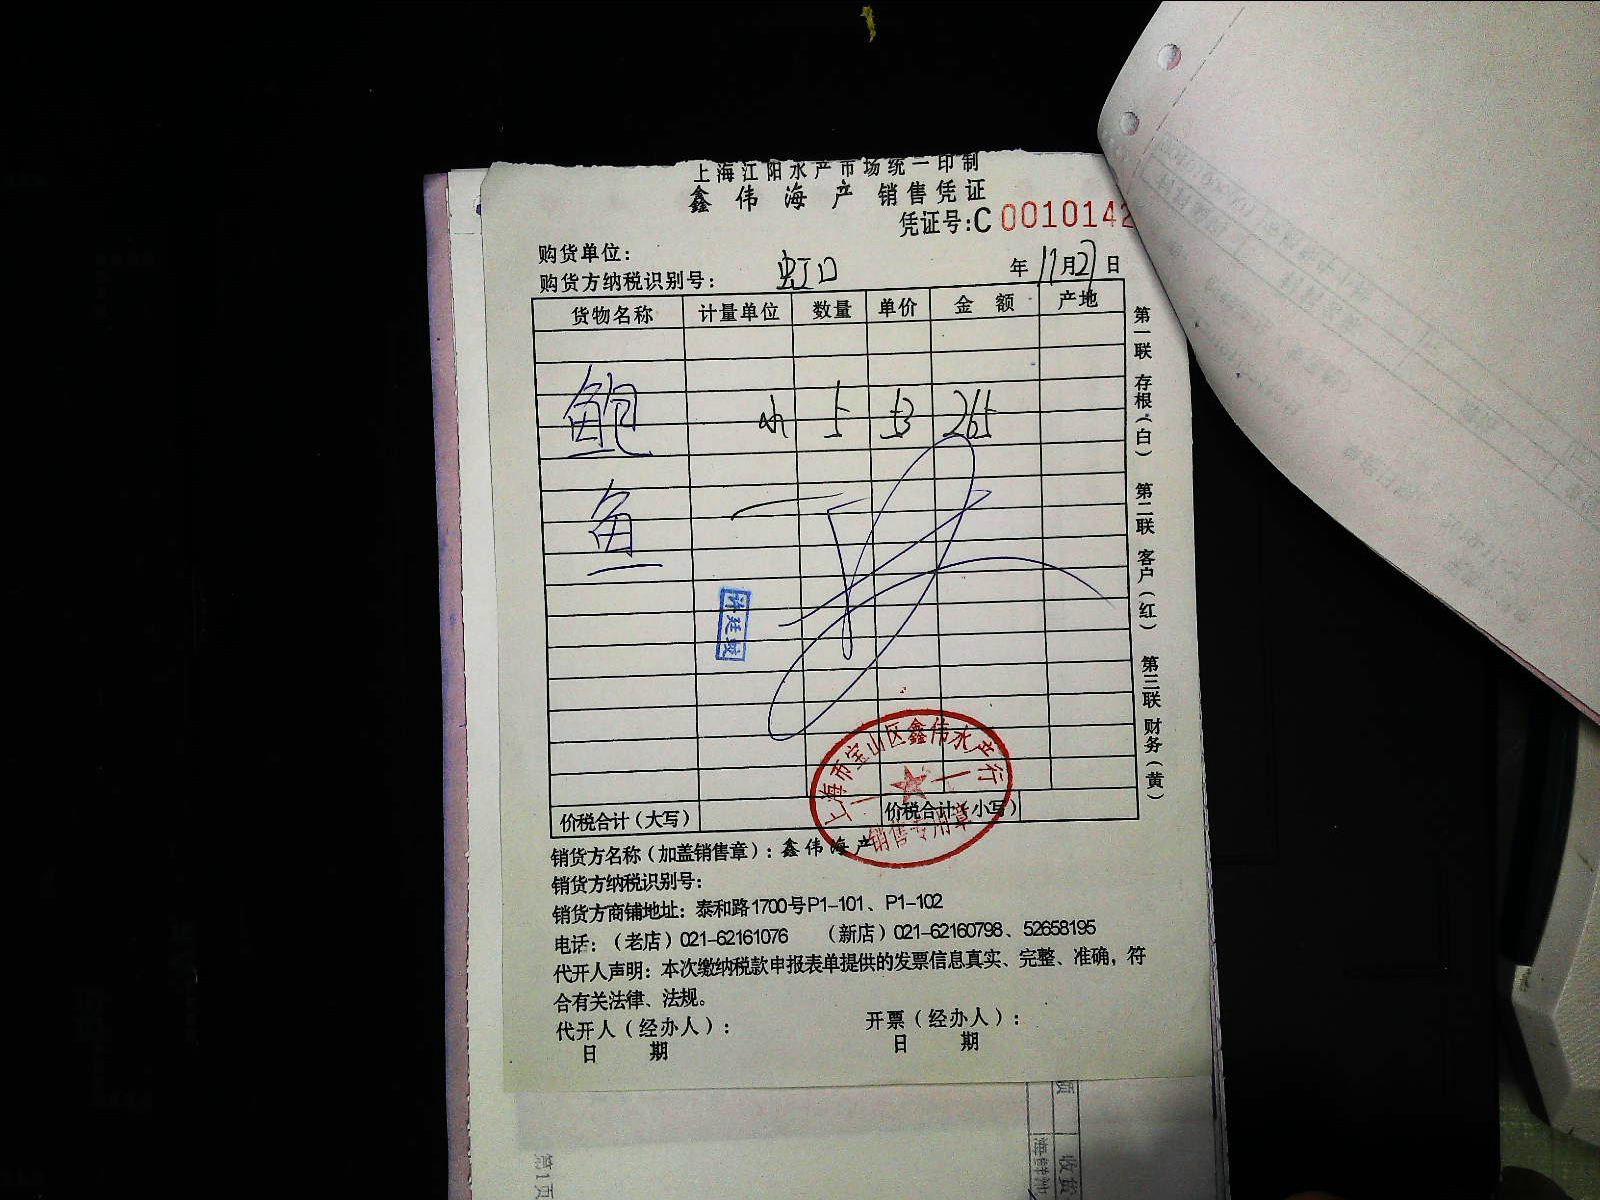 上海江阳水产市场统一印制
鑫伟海产 销售凭证
凭证号:C 0010142
购货单位:
购货方纳税识别号: 虹口 年 11月27日
货物名称 计量单位 数量 单价 金额 产地
鲍 5 53 265
鱼
许廷敏
上海市宝山区鑫伟水产行
销售专用章
价税合计(大写) 价税合计(小写)
销货方名称(加盖销售章):鑫伟海产
销货方纳税识别号:
销货方商铺地址:泰和路1700号P1-101、P1-102
电话:(老店)021-62161076 (新店)021-62160798、52658195
代开人声明:本次缴纳税款申报表单提供的发票信息真实、完整、准确,符
合有关法律、法规。
代开人(经办人): 开票(经办人):
日 期 日 期
第一联 存根(白) 第二联 客户(红) 第三联 财务(黄)
第1页